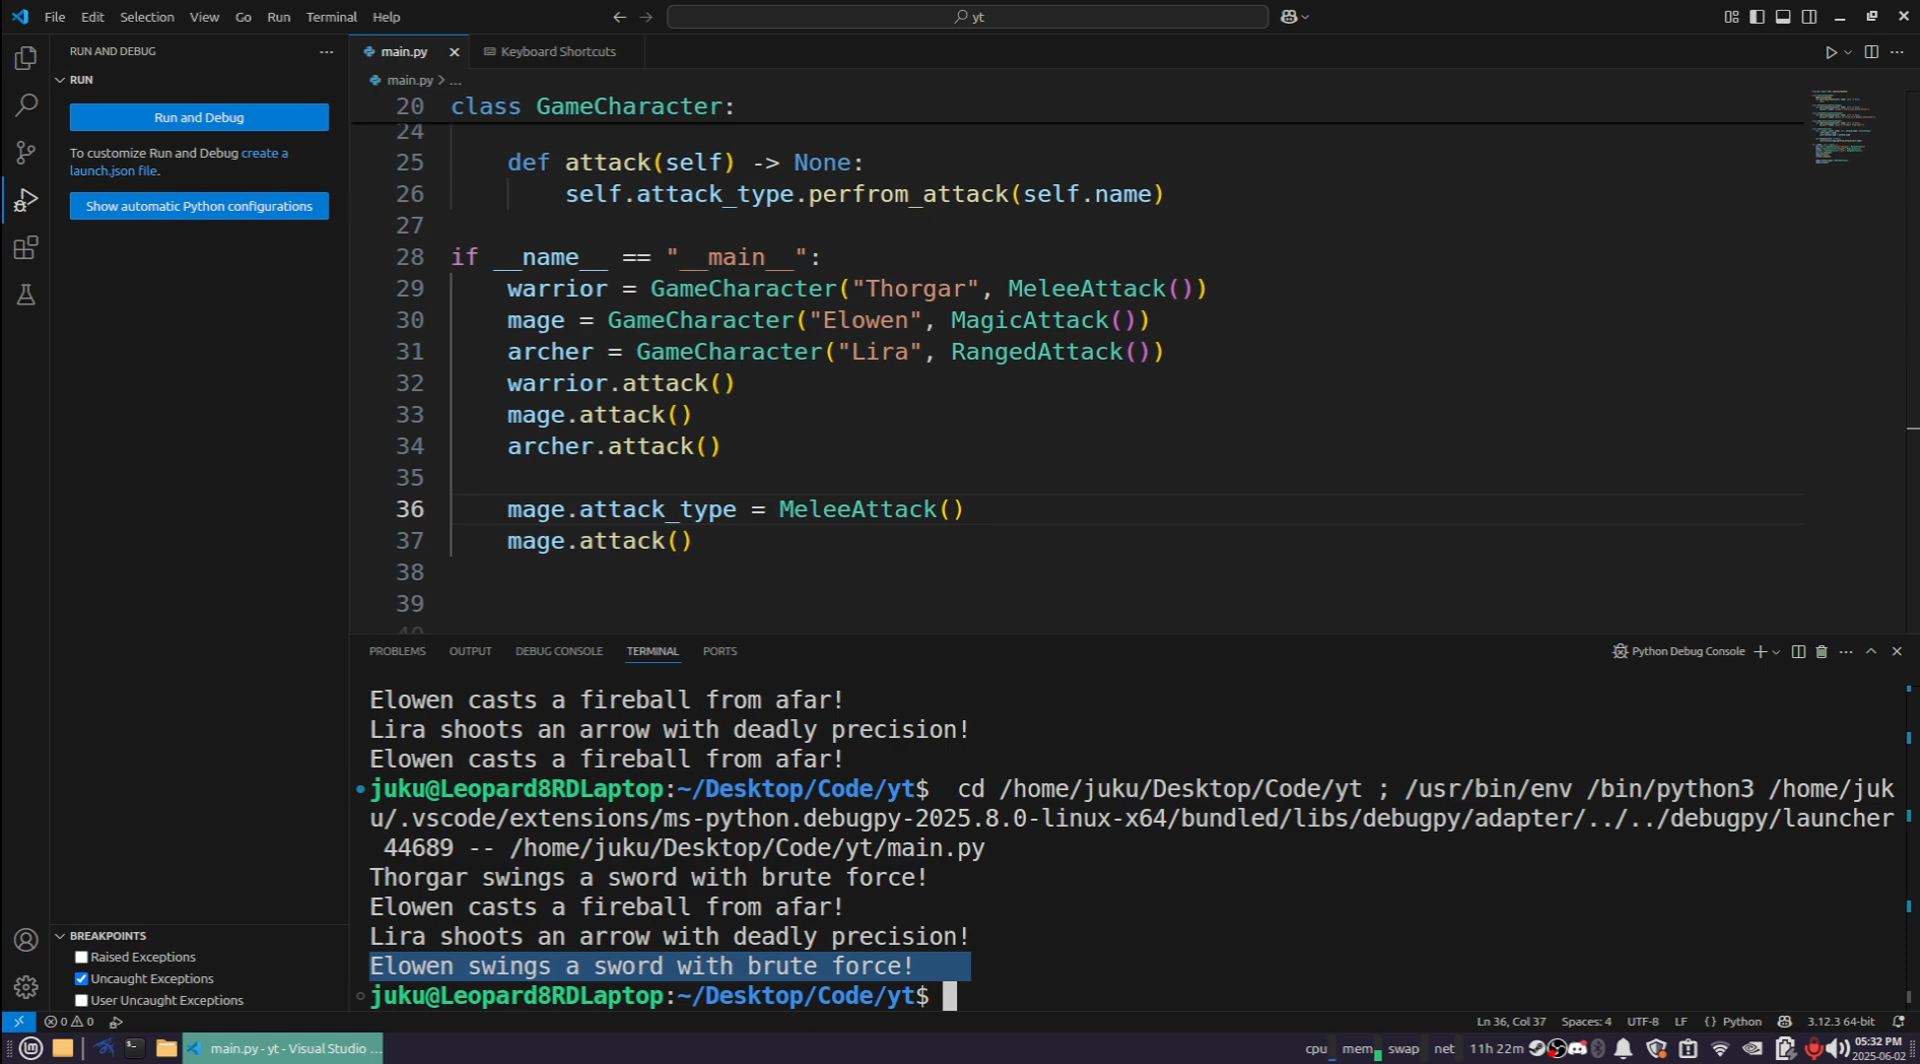 File Edit Selection View Go Run Terminal Help
yt
RUN AND DEBUG
RUN
Run and Debug
To customize Run and Debug create a
launch.json file.
Show automatic Python configurations
main.py
Keyboard Shortcuts
main.py > ...
20 class GameCharacter:
24
25 def attack(self) -> None:
26 self.attack_type.perfrom_attack(self.name)
27
28 if __name__ == "__main__":
29 warrior = GameCharacter("Thorgar", MeleeAttack())
30 mage = GameCharacter("Elowen", MagicAttack())
31 archer = GameCharacter("Lira", RangedAttack())
32 warrior.attack()
33 mage.attack()
34 archer.attack()
35
36 mage.attack_type = MeleeAttack()
37 mage.attack()
38
39
40
PROBLEMS OUTPUT DEBUG CONSOLE TERMINAL PORTS
Python Debug Console
Elowen casts a fireball from afar!
Lira shoots an arrow with deadly precision!
Elowen casts a fireball from afar!
juku@Leopard8RDLaptop:~/Desktop/Code/yt$ cd /home/juku/Desktop/Code/yt ; /usr/bin/env /bin/python3 /home/juk
u/.vscode/extensions/ms-python.debugpy-2025.8.0-linux-x64/bundled/libs/debugpy/adapter/../../debugpy/launcher
44689 -- /home/juku/Desktop/Code/yt/main.py
Thorgar swings a sword with brute force!
Elowen casts a fireball from afar!
Lira shoots an arrow with deadly precision!
Elowen swings a sword with brute force!
juku@Leopard8RDLaptop:~/Desktop/Code/yt$
BREAKPOINTS
Raised Exceptions
Uncaught Exceptions
User Uncaught Exceptions
0 0
Ln 36, Col 37 Spaces: 4 UTF-8 LF {} Python 3.12.3 64-bit
main.py - yt - Visual Studio ...
cpu mem swap net 11h 22m
05:32 PM
2025-06-02